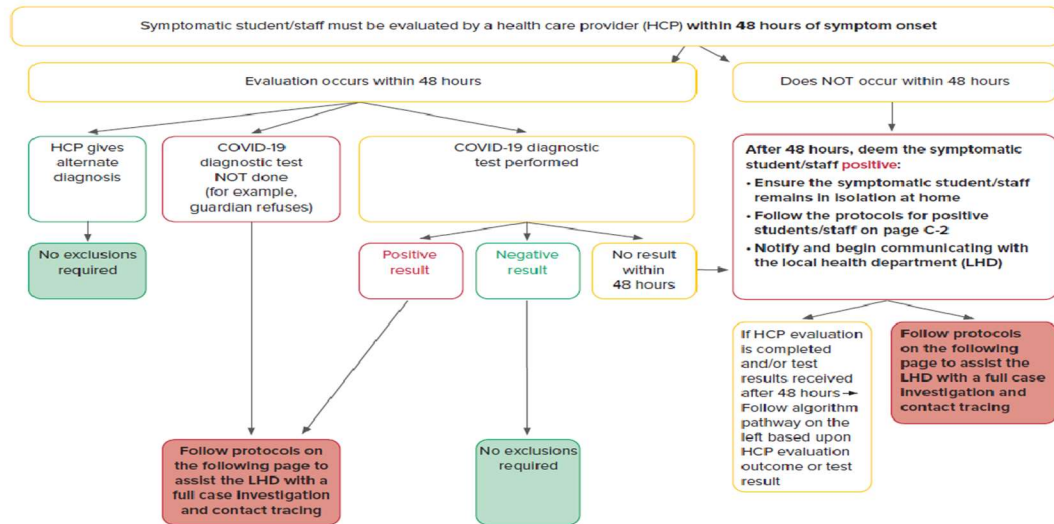 Symptomatic student/staff must be evaluated by a health care provider (HCP) within 48 hours of symptom onset
Evaluation occurs within 48 hours
Does NOT occur within 48 hours
HCP gives
alternate
diagnosis
COVID-19
diagnostic test
NOT done
(for example,
guardian refuses)
COVID-19 diagnostic
test performed
After 48 hours, deem the symptomatic
student/staff positive:
• Ensure the symptomatic student/staff
remains in isolation at home
• Follow the protocols for positive
students/staff on page C-2
• Notify and begin communicating with
the local health department (LHD)
No exclusions
required
Positive
result
Negative
result
No result
within
48 hours
If HCP evaluation
is completed
and/or test
results received
after 48 hours →
Follow algorithm
pathway on the
left based upon
HCP evaluation
outcome or test
result
Follow protocols
on the following
page to assist the
LHD with a full case
Investigation and
contact tracing
Follow protocols on
the following page to
assist the LHD with a
full case Investigation
and contact tracing
No exclusions
required